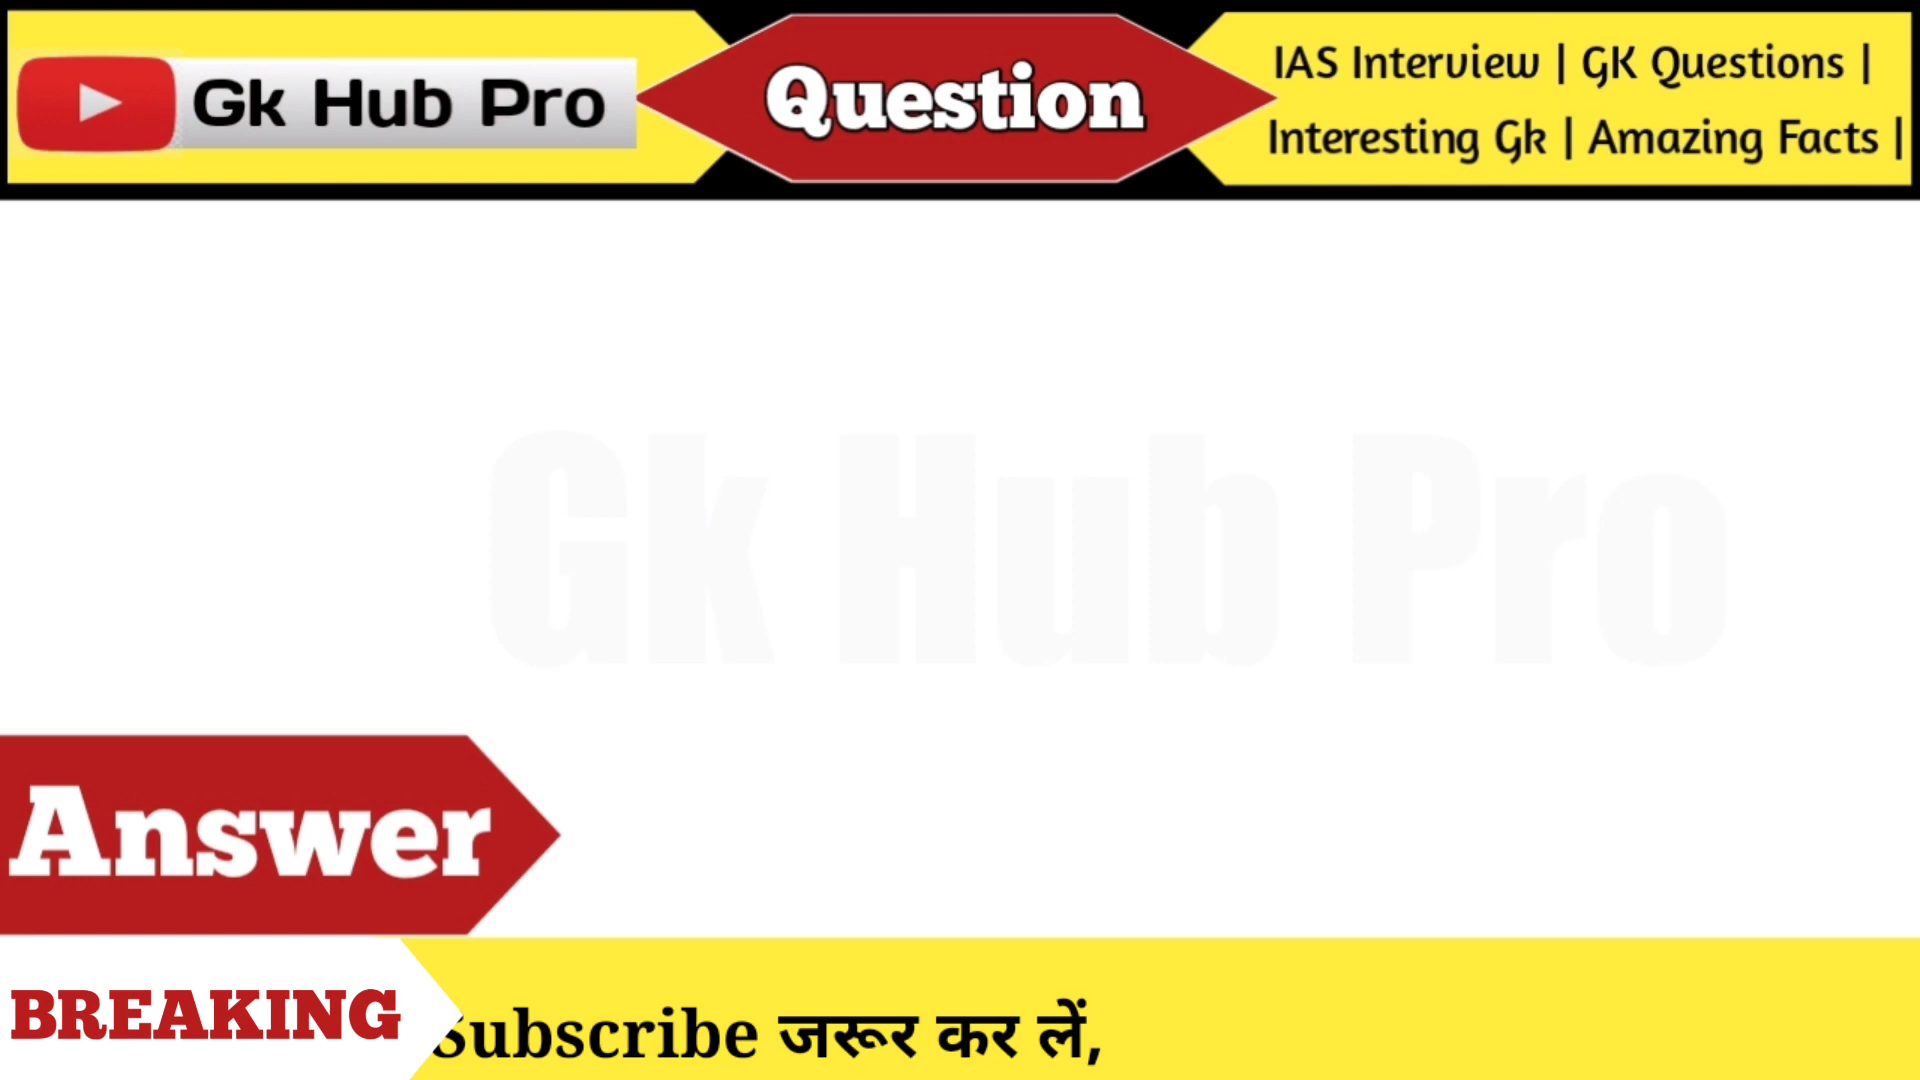 Gk Hub Pro
Question
IAS Interview | GK Questions |
Interesting Gk | Amazing Facts |
Gk Hub Pro
Answer
BREAKING
Subscribe जरूर कर लें,